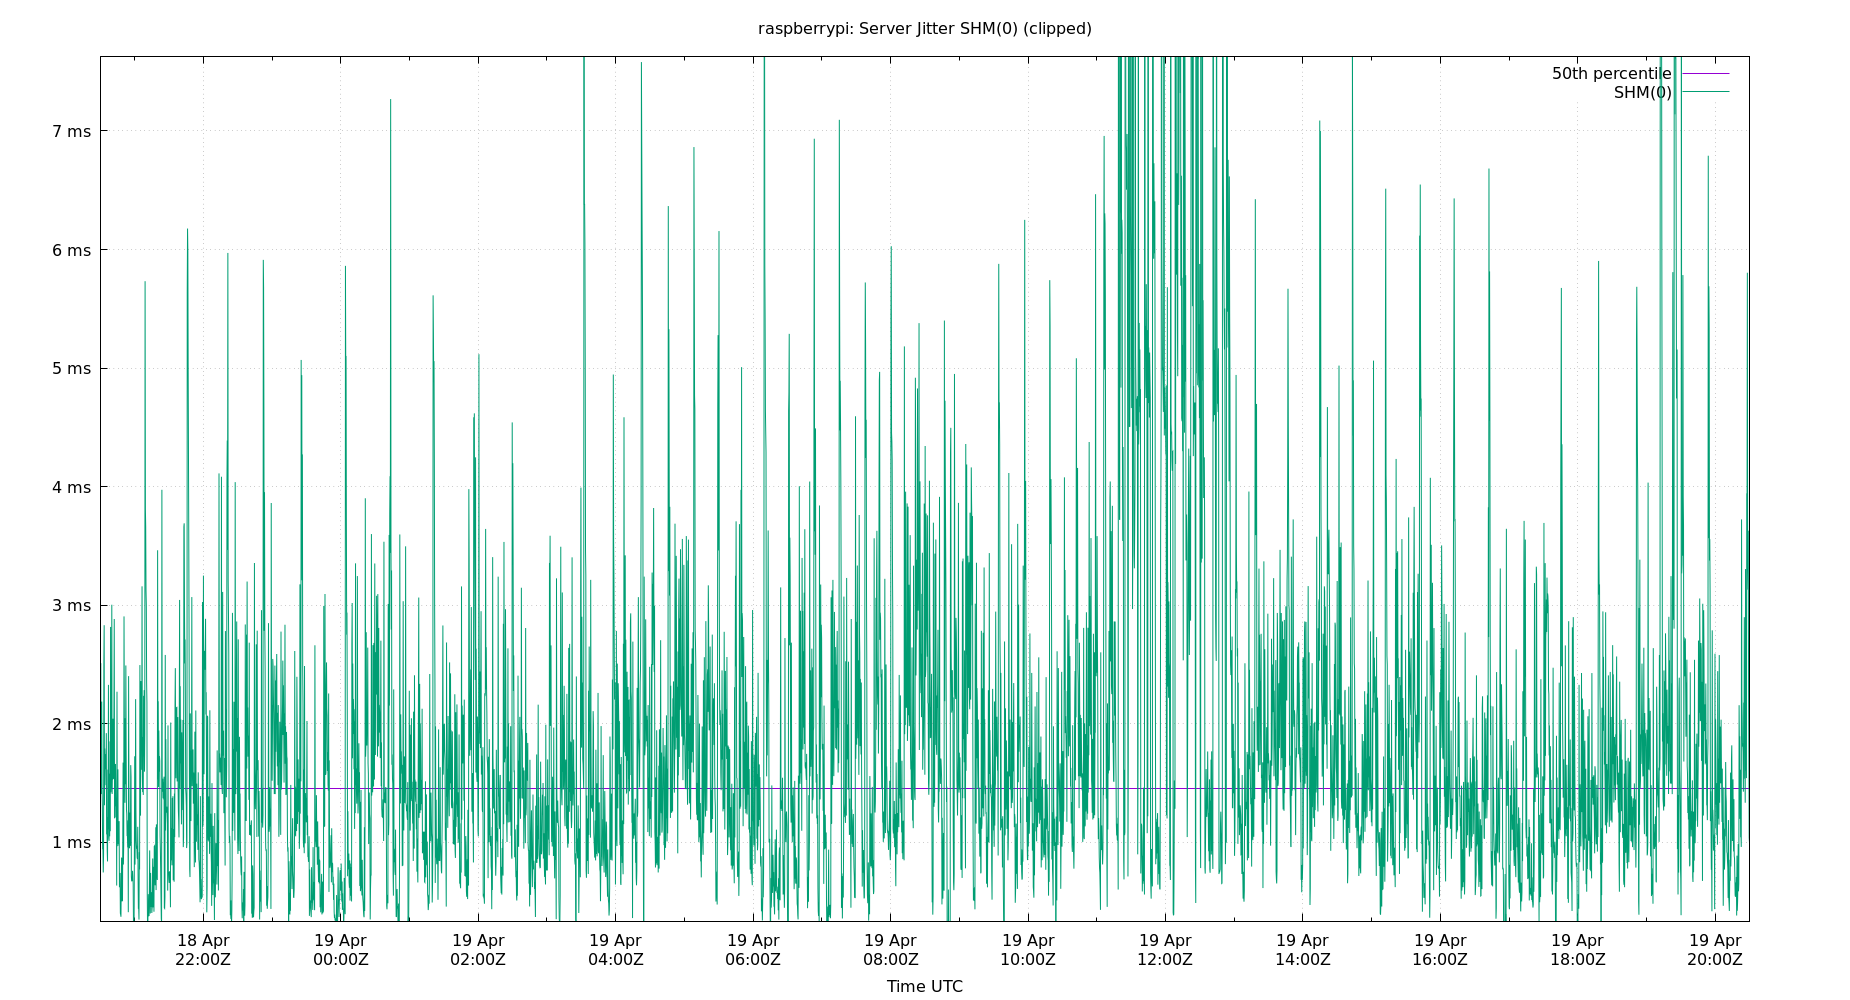 raspberrypi: Server Jitter SHM(0) (clipped)
50th percentile
SHM(0)
7 ms
6 ms
5 ms
4 ms
3 ms
2 ms
1 ms
18 Apr 19 Apr 19 Apr 19 Apr 19 Apr 19 Apr 19 Apr 19 Apr 19 Apr 19 Apr 19 Apr 19 Apr
22:00Z 00:00Z 02:00Z 04:00Z 06:00Z 08:00Z 10:00Z 12:00Z 14:00Z 16:00Z 18:00Z 20:00Z
Time UTC